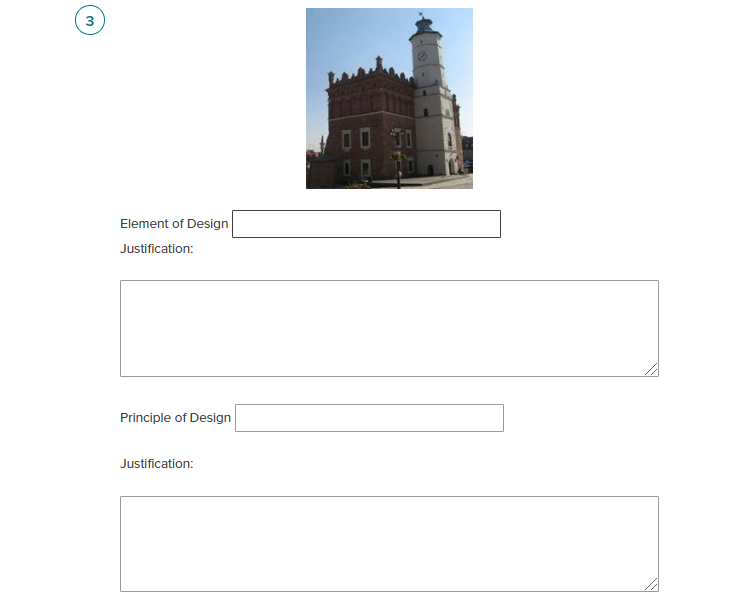 3
Element of Design
Justification:
Principle of Design
Justification: